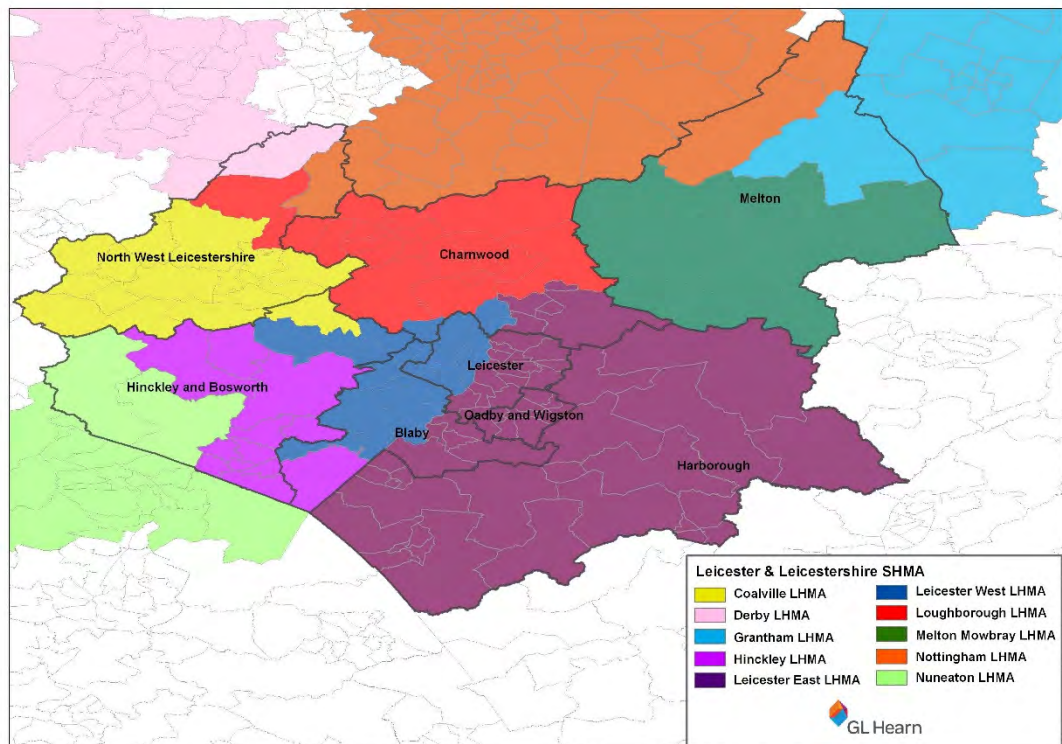 Melton
North West Leicestershire
Charnwood
Leicester
Hinckley and Bosworth
Oadby and Wigston
Blaby
Harborough
Leicester & Leicestershire SHMA
Coalville LHMA
Derby LHMA
Grantham LHMA
Hinckley LHMA
Leicester East LHMA
Leicester West LHMA
Loughborough LHMA
Melton Mowbray LHMA
Nottingham LHMA
Nuneaton LHMA
GL Hearn